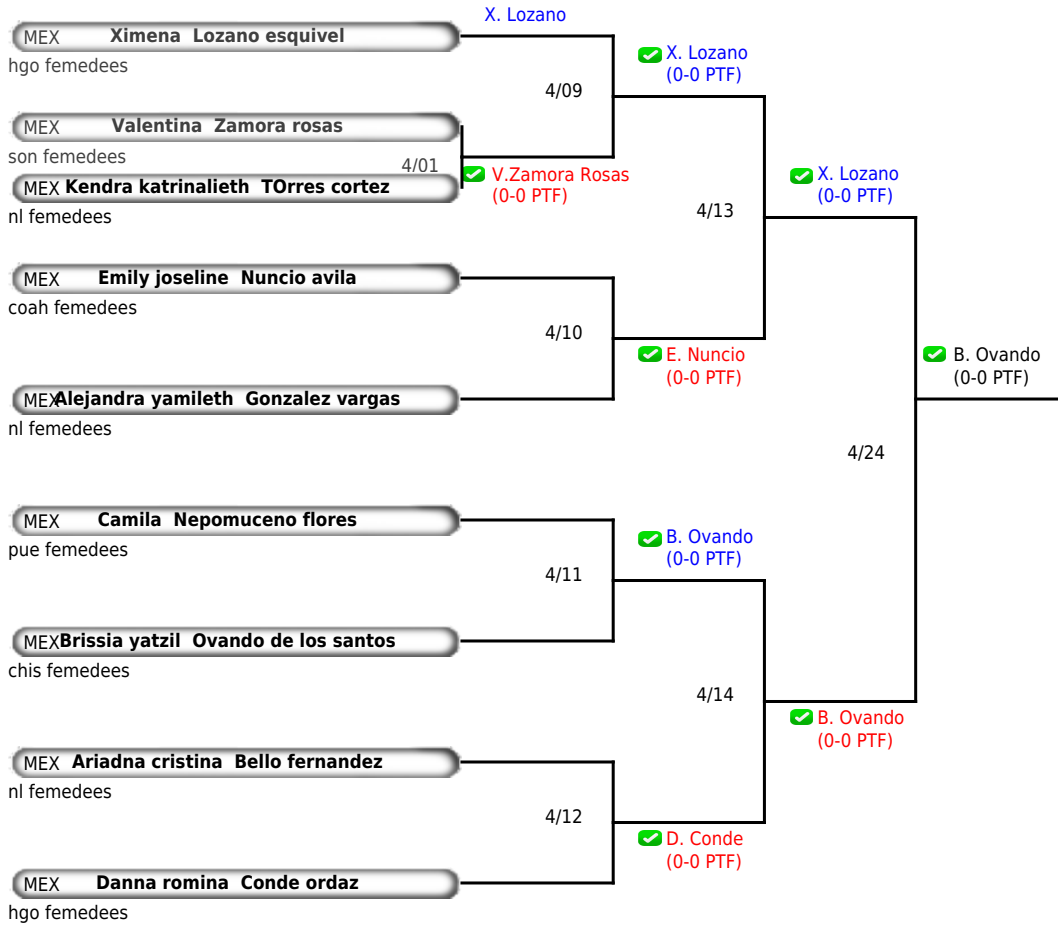 X. Lozano
MEX Ximena Lozano esquivel
hgo femedees
X. Lozano
(0-0 PTF)
4/09
MEX Valentina Zamora rosas
son femedees
4/01
V.Zamora Rosas
(0-0 PTF)
MEX Kendra katrinalieth TOrres cortez
nl femedees
X. Lozano
(0-0 PTF)
4/13
MEX Emily joseline Nuncio avila
coah femedees
4/10
E. Nuncio
(0-0 PTF)
B. Ovando
(0-0 PTF)
MEX Alejandra yamileth Gonzalez vargas
nl femedees
4/24
MEX Camila Nepomuceno flores
pue femedees
B. Ovando
(0-0 PTF)
4/11
MEX Brissia yatzil Ovando de los santos
chis femedees
4/14
B. Ovando
(0-0 PTF)
MEX Ariadna cristina Bello fernandez
nl femedees
4/12
D. Conde
(0-0 PTF)
MEX Danna romina Conde ordaz
hgo femedees